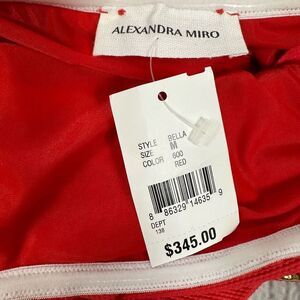 ALEXANDRA MIRO
STYLE BELLA
SIZE M
COLOR 600
RED
8 86329 14635 9
DEPT
138
$345.00